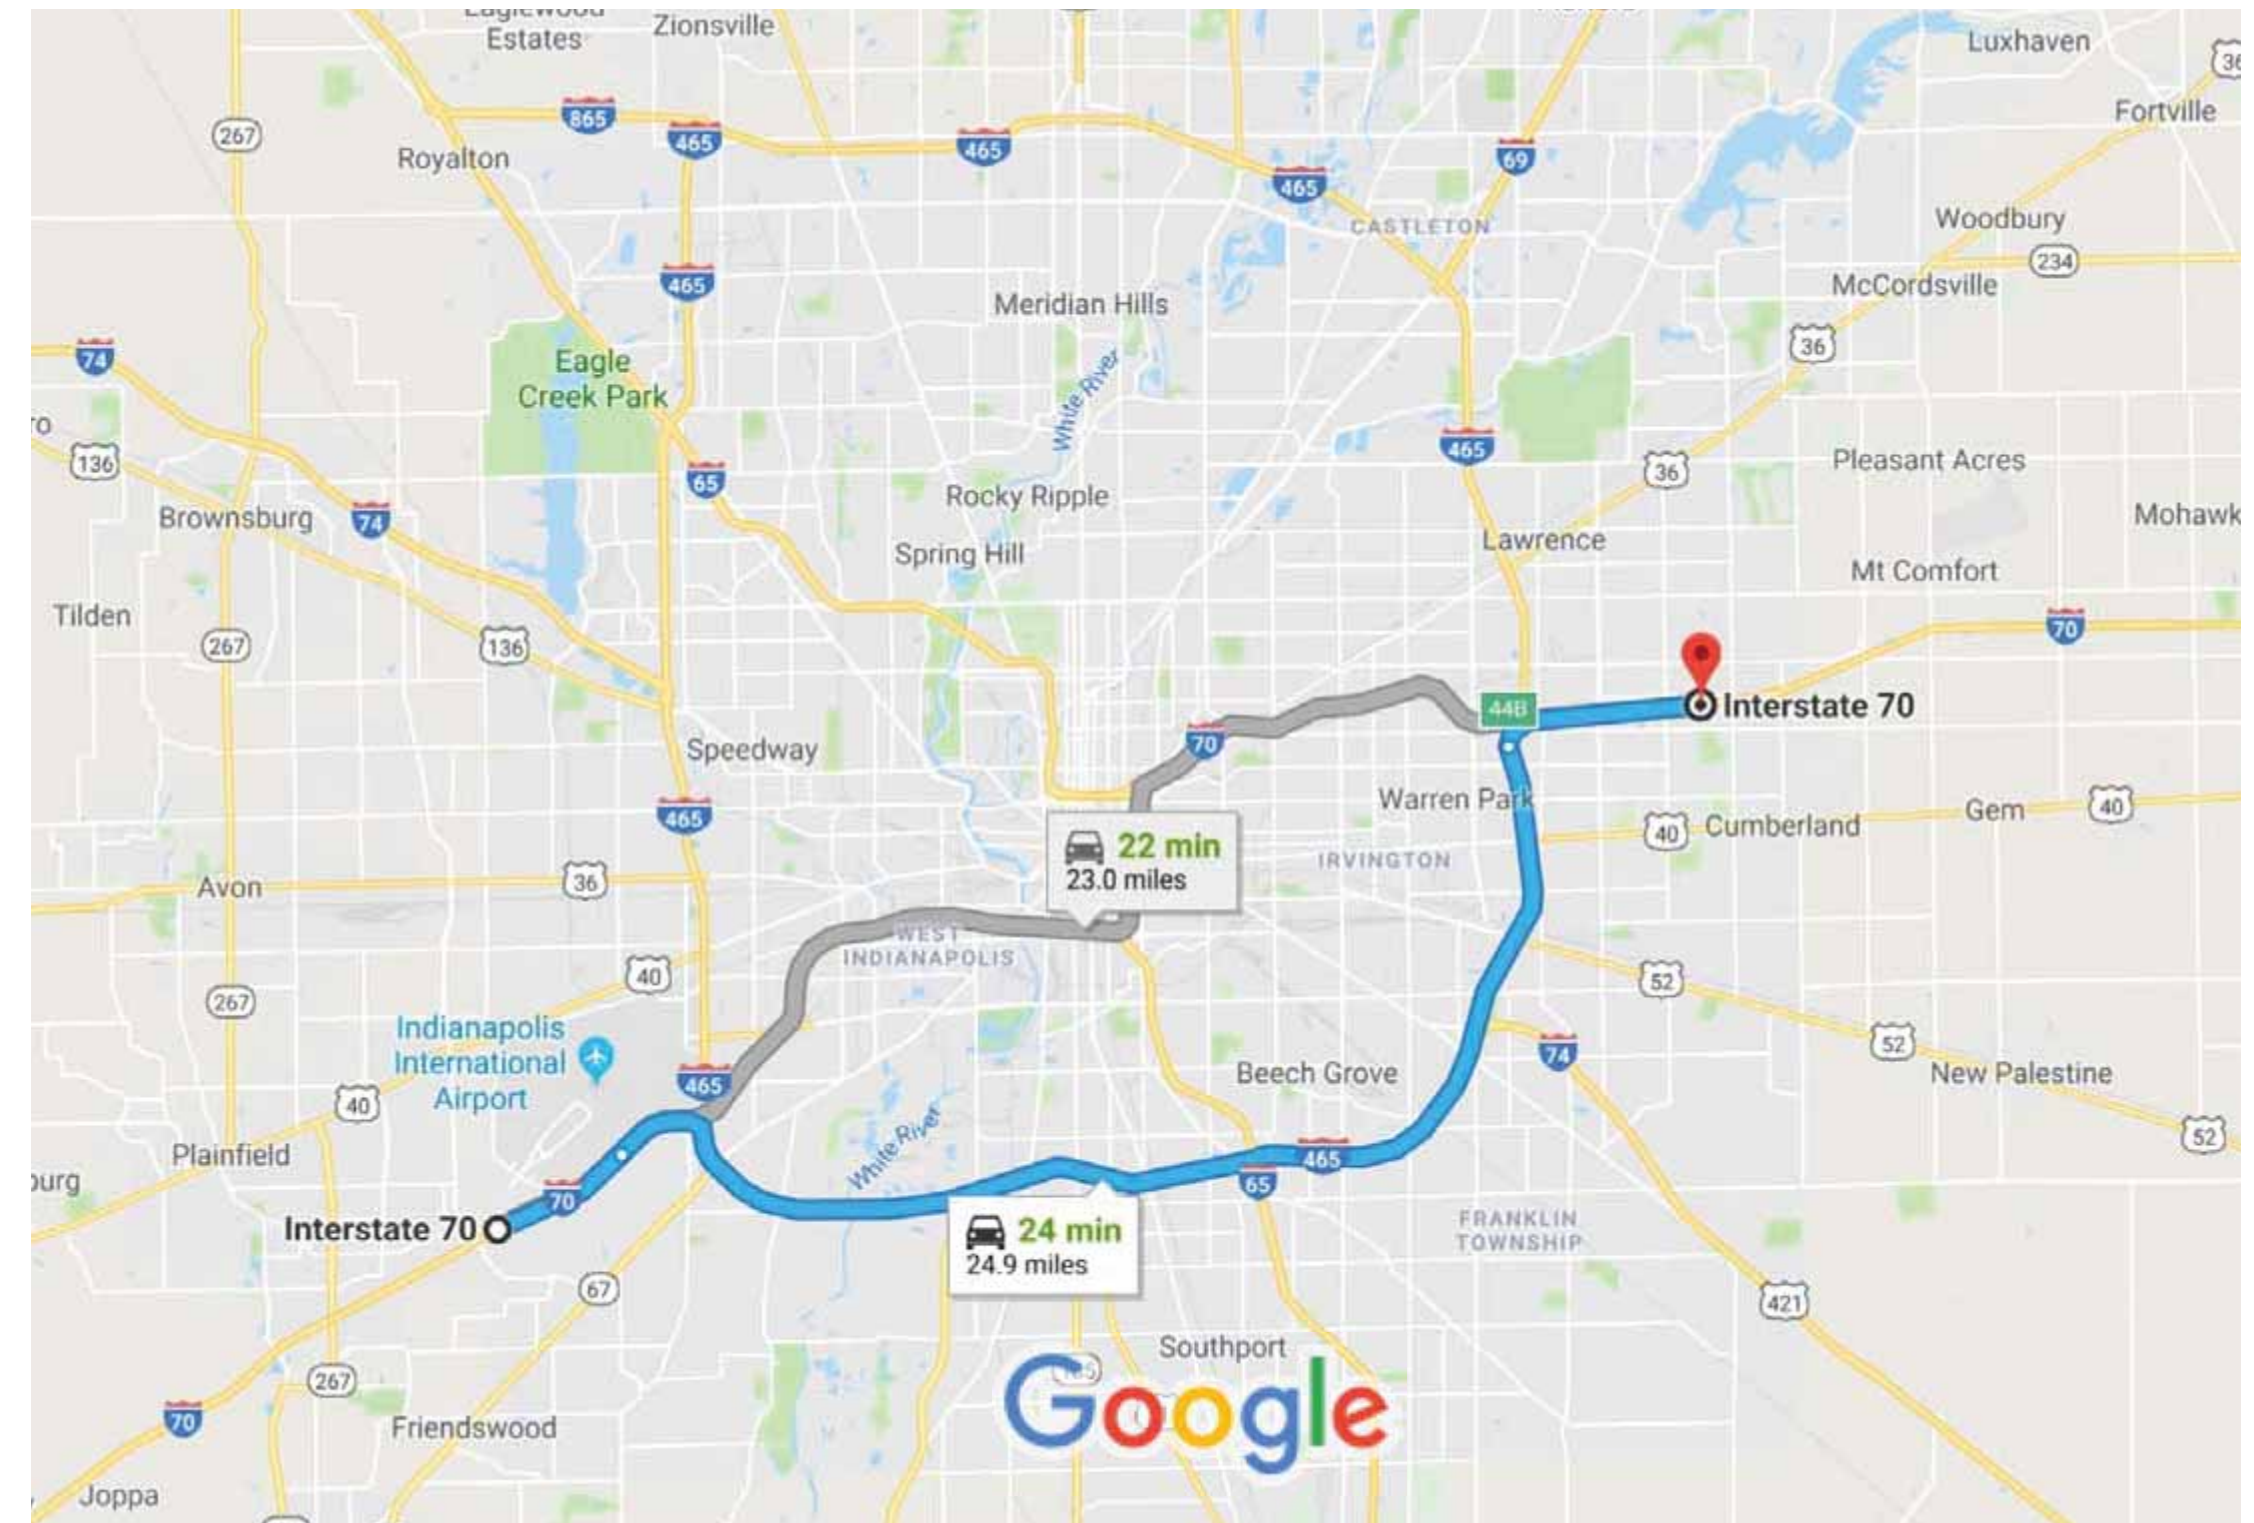 Estates
Zionsville
Luxhaven
36
267
865
465
465
465
69
Fortville
Royalton
CASTLETON
Woodbury
234
McCordsville
465
Meridian Hills
36
74
Eagle
Creek Park
White River
136
65
465
36
Pleasant Acres
Brownsburg
74
Rocky Ripple
Mohawk
Spring Hill
Lawrence
Mt Comfort
Tilden
267
136
70
44B
Interstate 70
70
Speedway
465
Warren Park
40
Cumberland
Gem
40
22 min
23.0 miles
IRVINGTON
Avon
36
WEST
INDIANAPOLIS
40
52
267
Indianapolis
International
Airport
465
74
52
Beech Grove
New Palestine
40
White River
52
Plainfield
465
65
70
Interstate 70
24 min
24.9 miles
FRANKLIN
TOWNSHIP
67
421
Southport
267
Google
70
Friendswood
Joppa